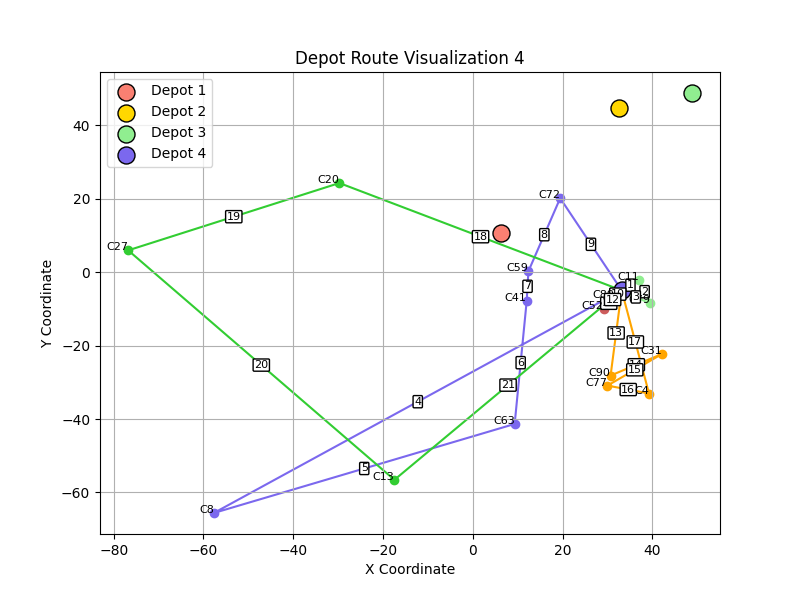 Depot Route Visualization 4
Depot 1
Depot 2
Depot 3
Depot 4
Y Coordinate
40
20
0
−20
−40
−60
−80
−60
−40
−20
0
20
40
X Coordinate
C20
C72
19
C27
18
8
9
C59
C11
7
1
2
C41
3
12
C52
13
17
C31
20
6
15
C90
C77
21
16
C4
4
C63
5
C13
C8